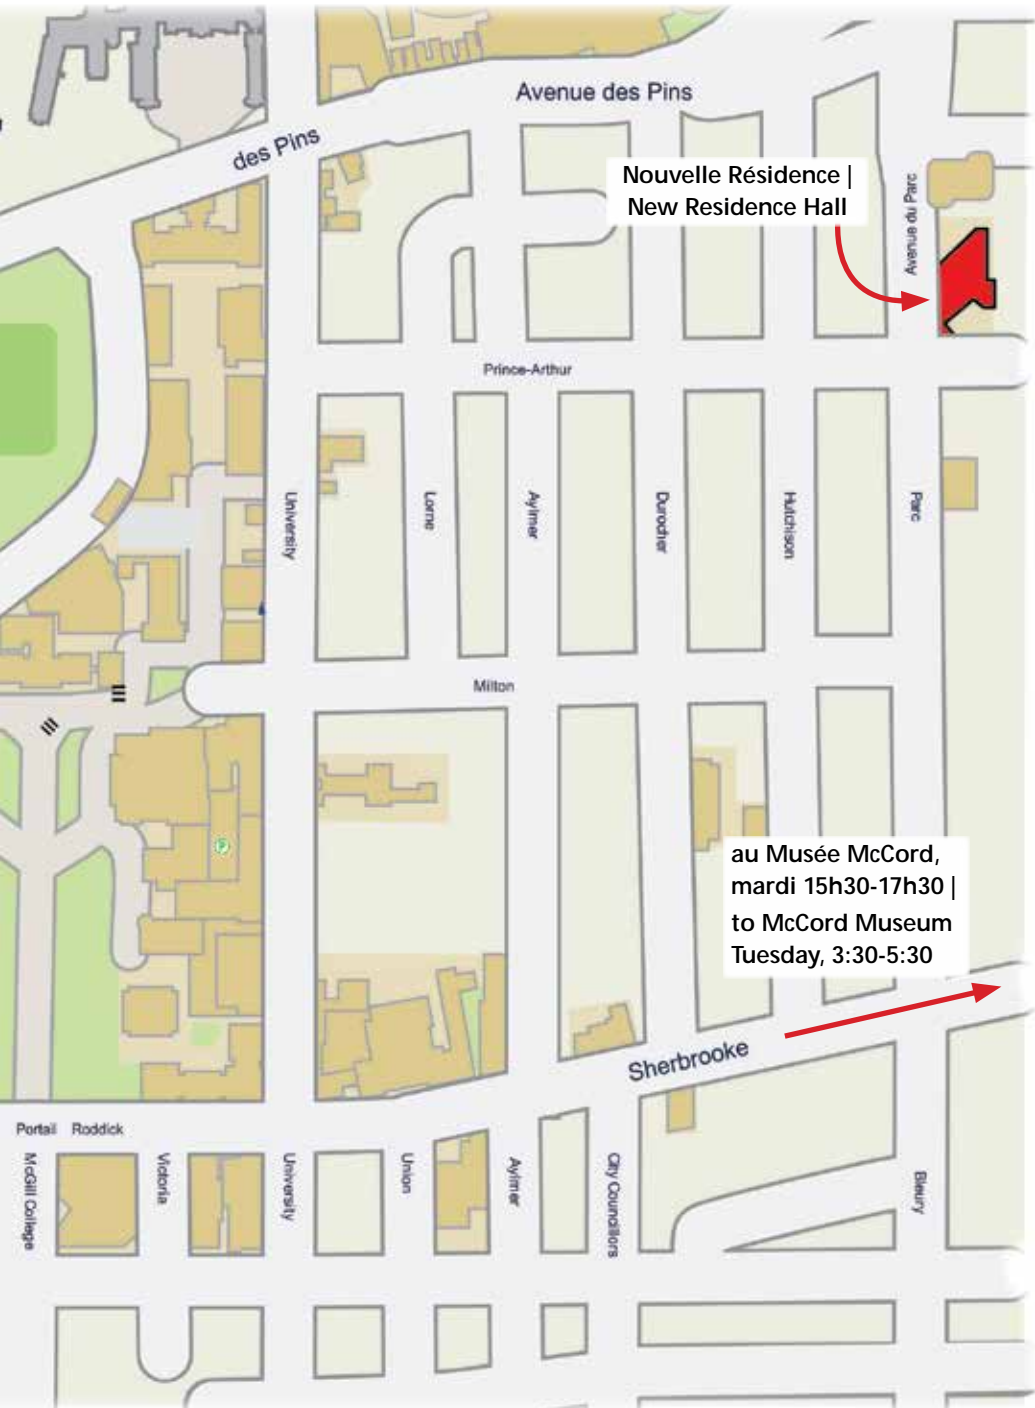 Avenue des Pins
des Pins
Nouvelle Résidence |
New Residence Hall
Avenue du Parc
Prince-Arthur
University
Lorne
Aylmer
Durocher
Hutchison
Parc
Milton
P
au Musée McCord,
mardi 15h30-17h30 |
to McCord Museum
Tuesday, 3:30-5:30
Sherbrooke
Portail Roddick
McGill College
Victoria
University
Union
Aylmer
City Councillors
Bleury